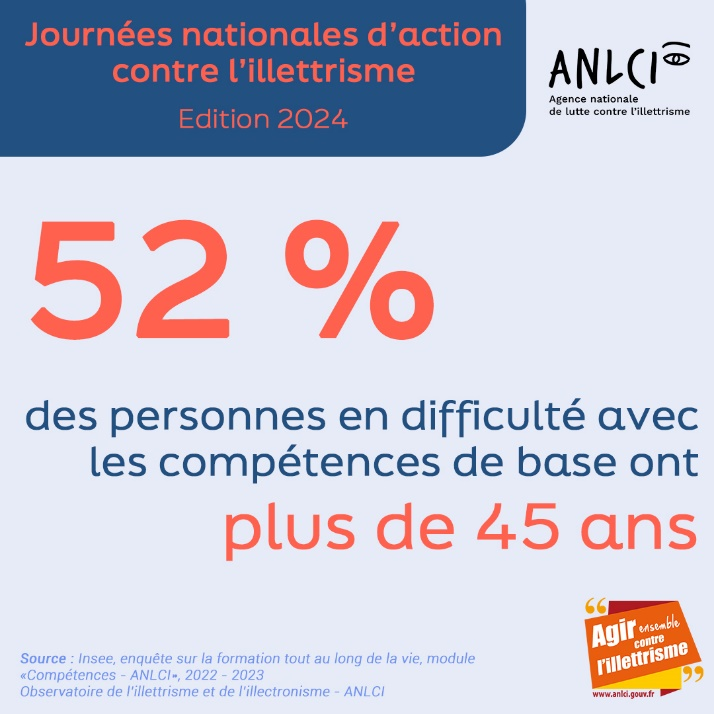 Journées nationales d'action
contre l'illettrisme
Edition 2024
ANLCI
Agence nationale
de lutte contre l'illettrisme
52 %
des personnes en difficulté avec
les compétences de base ont
plus de 45 ans
Source : Insee, enquête sur la formation tout au long de la vie, module
«Compétences - ANLCI», 2022 - 2023
Observatoire de l'illettrisme et de l'illectronisme - ANLCI
“ Agir ensemble
contre
l'illettrisme ”
www.anlci.gouv.fr